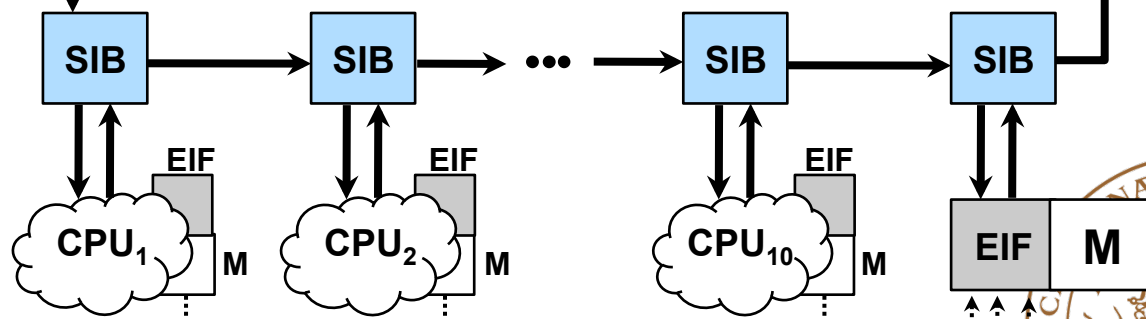 SIB SIB ••• SIB SIB
EIF EIF EIF
CPU₁ CPU₂ CPU₁₀ EIF M
M M M